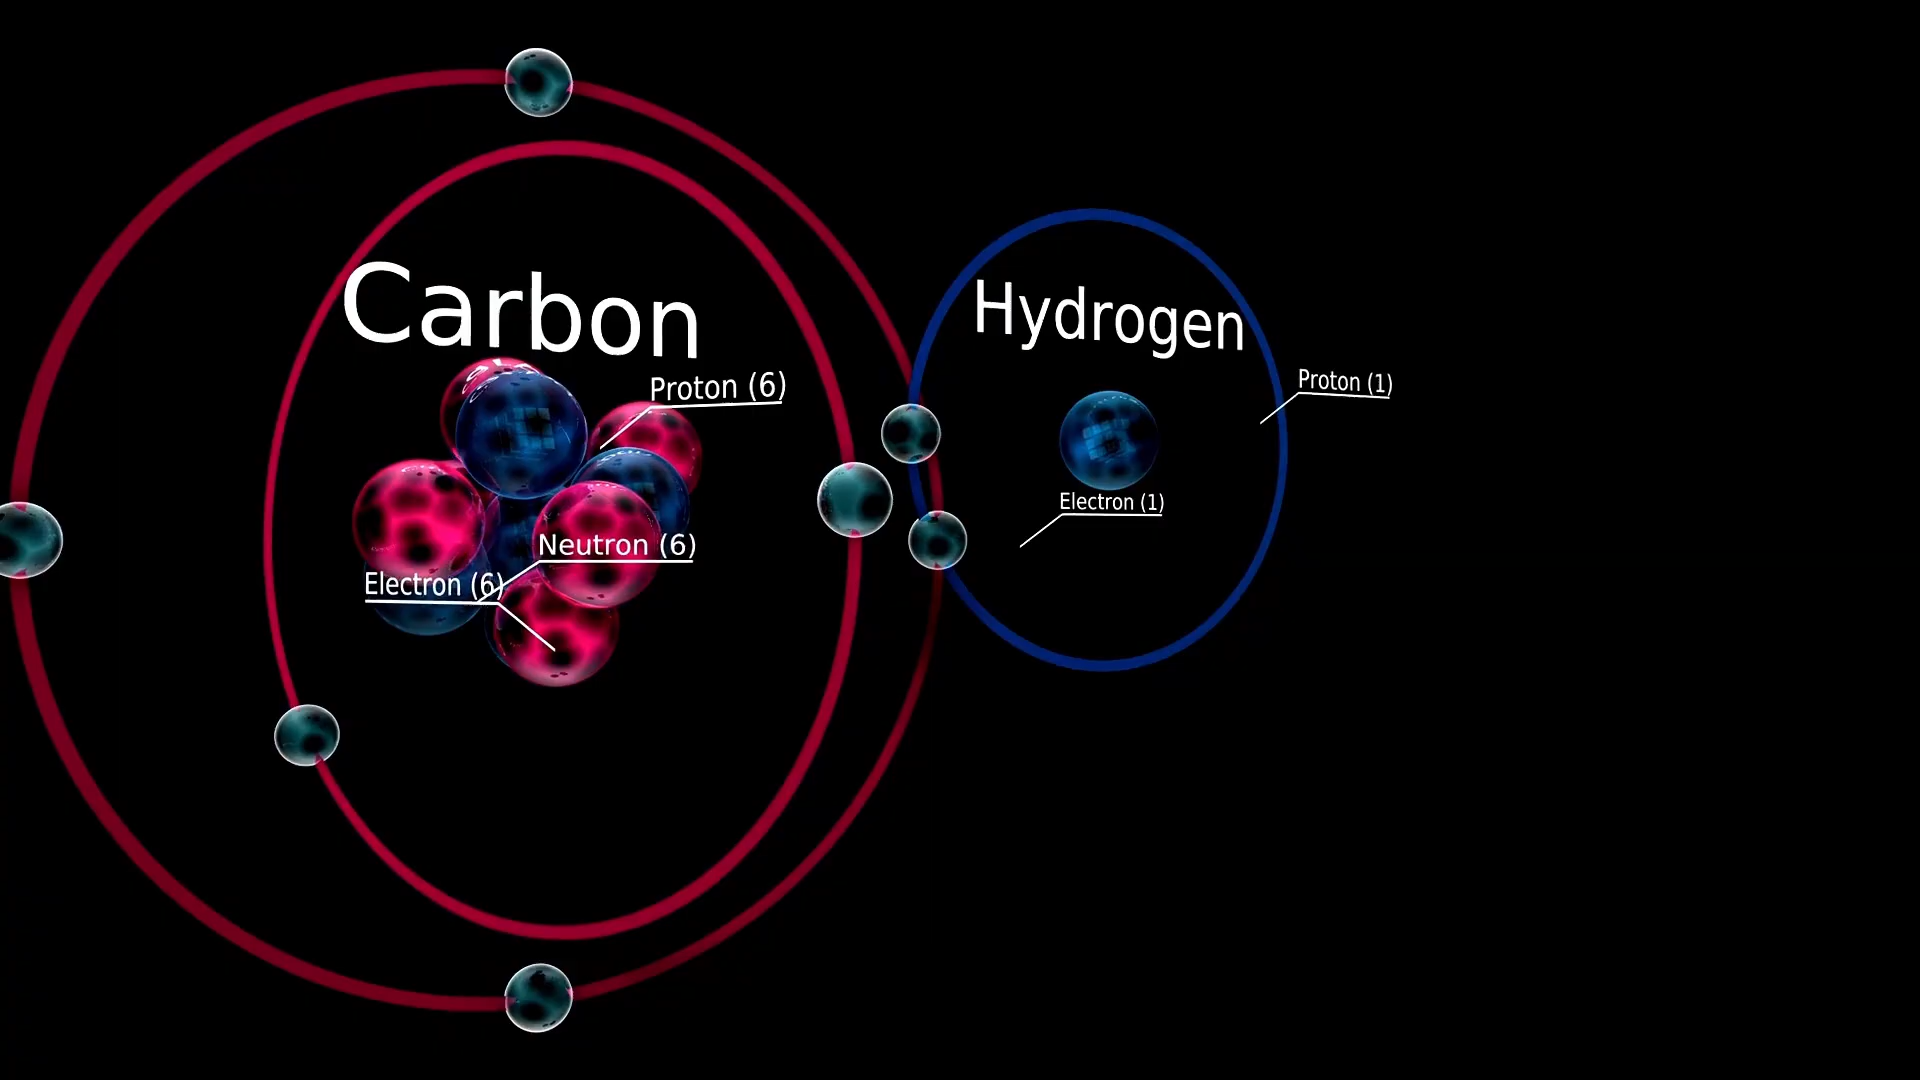 Carbon
Proton (6)
Neutron (6)
Electron (6)
Hydrogen
Proton (1)
Electron (1)